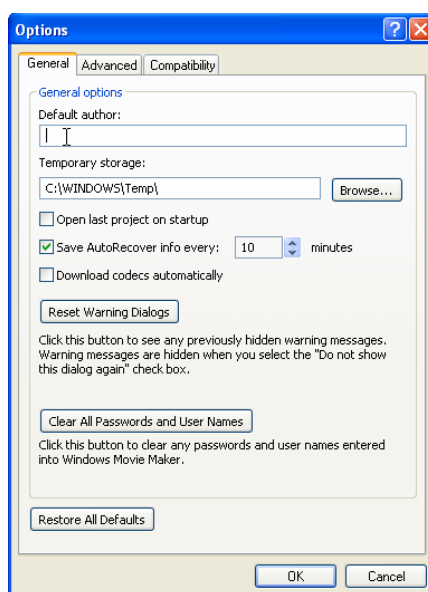 Options
General Advanced Compatibility
General options
Default author:
Temporary storage:
C:\WINDOWS\Temp\ Browse...
Open last project on startup
Save AutoRecover info every: 10 minutes
Download codecs automatically
Reset Warning Dialogs
Click this button to see any previously hidden warning messages.
Warning messages are hidden when you select the "Do not show
this dialog again" check box.
Clear All Passwords and User Names
Click this button to clear any passwords and user names entered
into Windows Movie Maker.
Restore All Defaults
OK Cancel